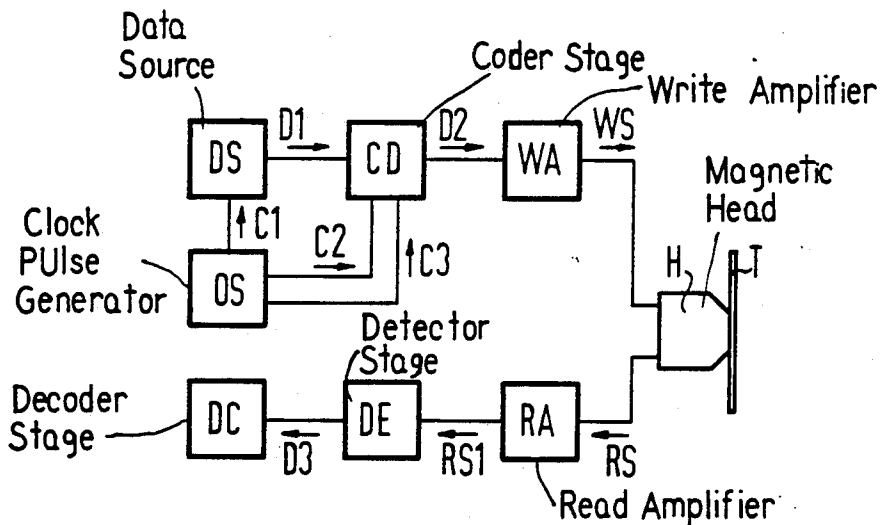 Data
Source
Coder Stage
Write Amplifier
D1
D2
WS
DS
CD
WA
Magnetic
Head
C1
Clock
PUlse
Generator
C2
C3
OS
H
T
Detector
Stage
Decoder
Stage
DC
DE
RA
D3
RS1
RS
Read Amplifier